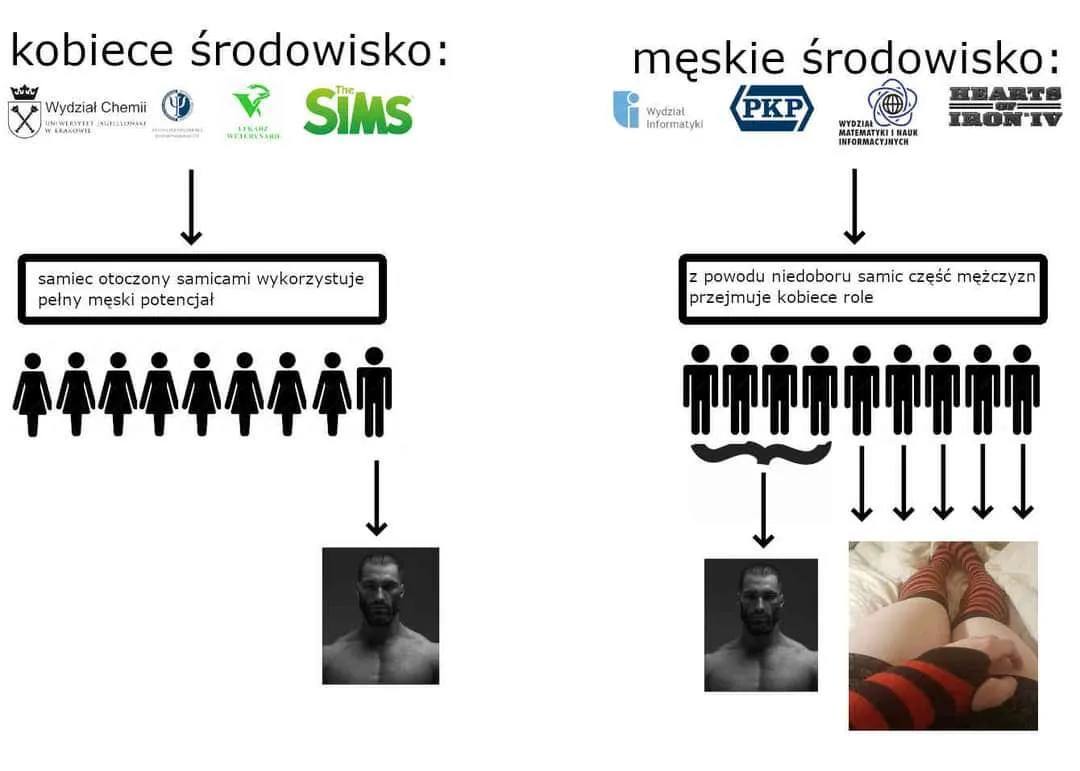 kobiece środowisko:
Wydział Chemii
UNIWERSYTET JAGIELLOŃSKI
W KRAKOWIE
LEKARZ
WETERYNARII
The
SIMS
samiec otoczony samicami wykorzystuje
pełny męski potencjał
męskie środowisko:
Wydział
Informatyki
PKP
WYDZIAŁ
MATEMATYKI I NAUK
INFORMACYJNYCH
HEARTS
OF
IRON IV
z powodu niedoboru samic część mężczyzn
przejmuje kobiece role